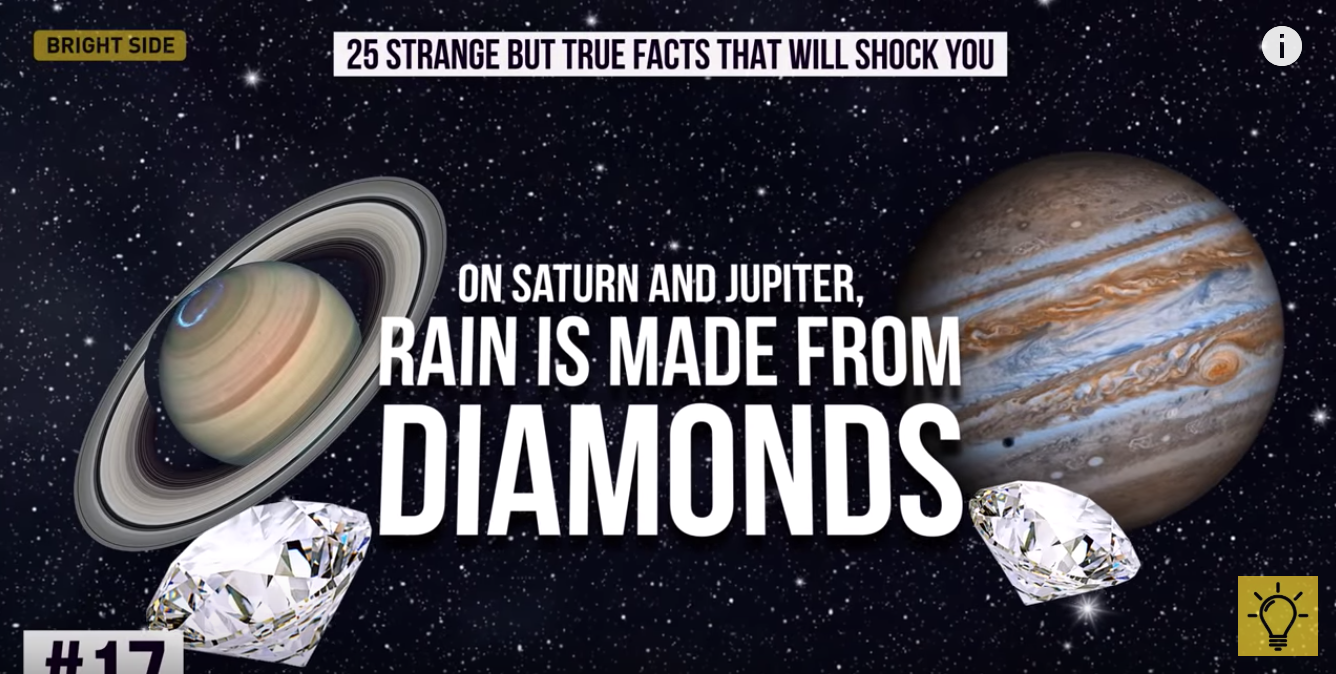 BRIGHT SIDE
25 STRANGE BUT TRUE FACTS THAT WILL SHOCK YOU
i
ON SATURN AND JUPITER,
RAIN IS MADE FROM
DIAMONDS
#17